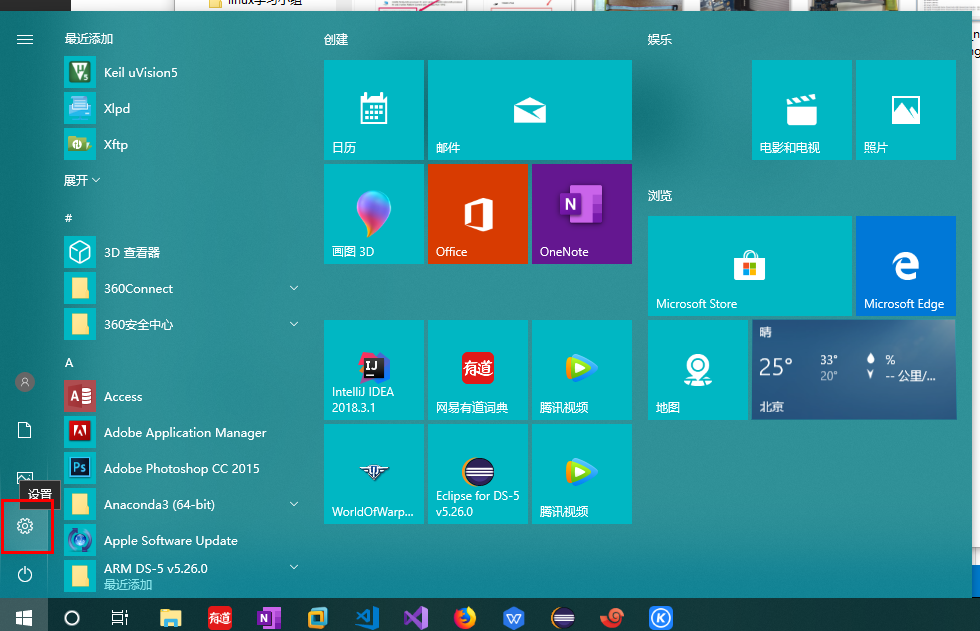 linux学习小组
最近添加
Keil uVision5
Xlpd
Xftp
展开
#
3D 查看器
360Connect
360安全中心
A
Access
Adobe Application Manager
Adobe Photoshop CC 2015
Anaconda3 (64-bit)
Apple Software Update
ARM DS-5 v5.26.0
最近添加
设置
创建
日历
邮件
画图 3D
Office
OneNote
IntelliJ IDEA
2018.3.1
有道
网易有道词典
腾讯视频
WorldOfWarp...
Eclipse for DS-5
v5.26.0
腾讯视频
娱乐
电影和电视
照片
浏览
Microsoft Store
Microsoft Edge
地图
晴
25°
33°
20°
%
-- 公里/...
北京
有道